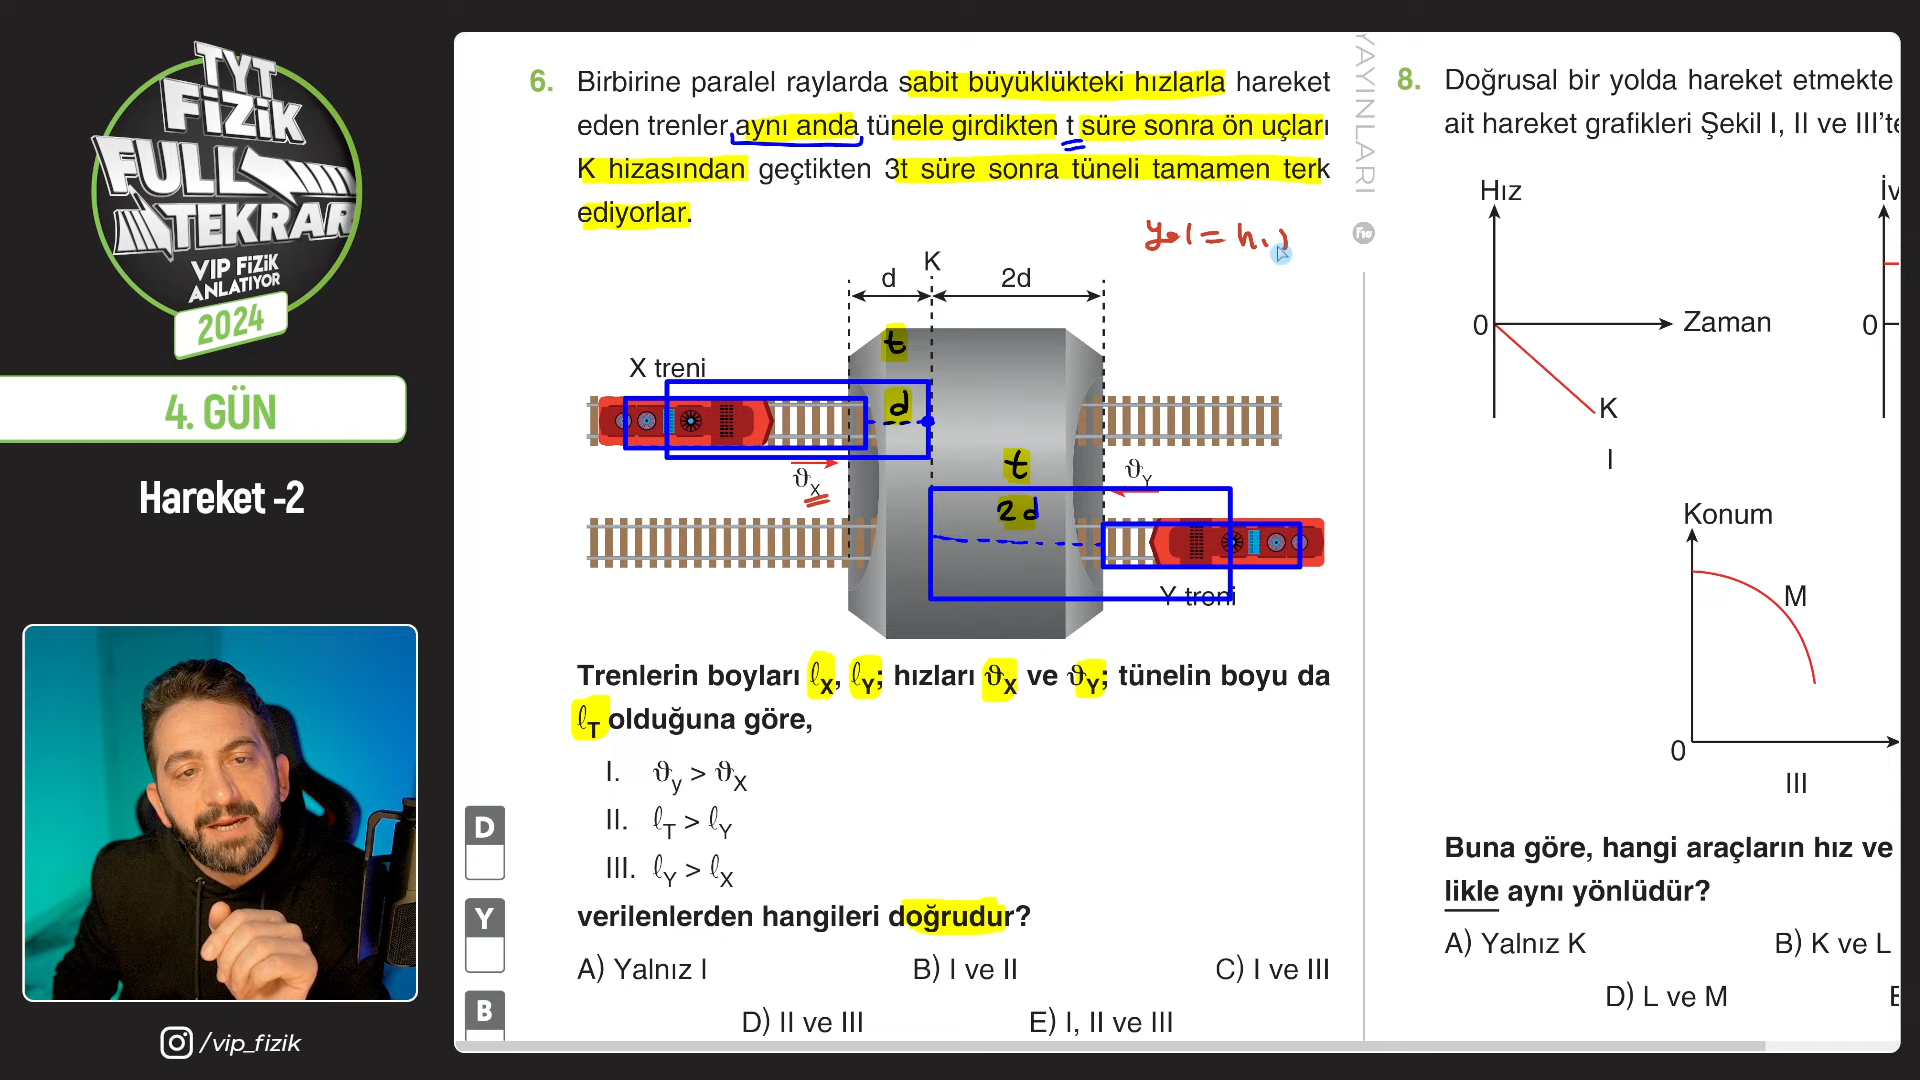 TYT
FiZiK
FULL
TEKRAR
VIP FiZiK
ANLATIYOR
2024
4. GÜN
Hareket -2
/vip_fizik
6. Birbirine paralel raylarda sabit büyüklükteki hızlarla hareket
eden trenler aynı anda tünele girdikten t süre sonra ön uçları
K hizasından geçtikten 3t süre sonra tüneli tamamen terk
ediyorlar.
yol = hı
K
d
2d
t
X treni
d
ϑX
t
ϑY
2d
Y treni
Trenlerin boyları ℓX, ℓY; hızları ϑX ve ϑY; tünelin boyu da
ℓT olduğuna göre,
I. ϑy > ϑX
II. ℓT > ℓY
III. ℓY > ℓX
verilenlerden hangileri doğrudur?
A) Yalnız I
B) I ve II
C) I ve III
D) II ve III
E) I, II ve III
D
Y
B
YAYINLARI
F10
8. Doğrusal bir yolda hareket etmekte
ait hareket grafikleri Şekil I, II ve III'te
Hız
İv
0
Zaman
0
K
I
Konum
M
0
III
Buna göre, hangi araçların hız ve
likle aynı yönlüdür?
A) Yalnız K
B) K ve L
D) L ve M
E